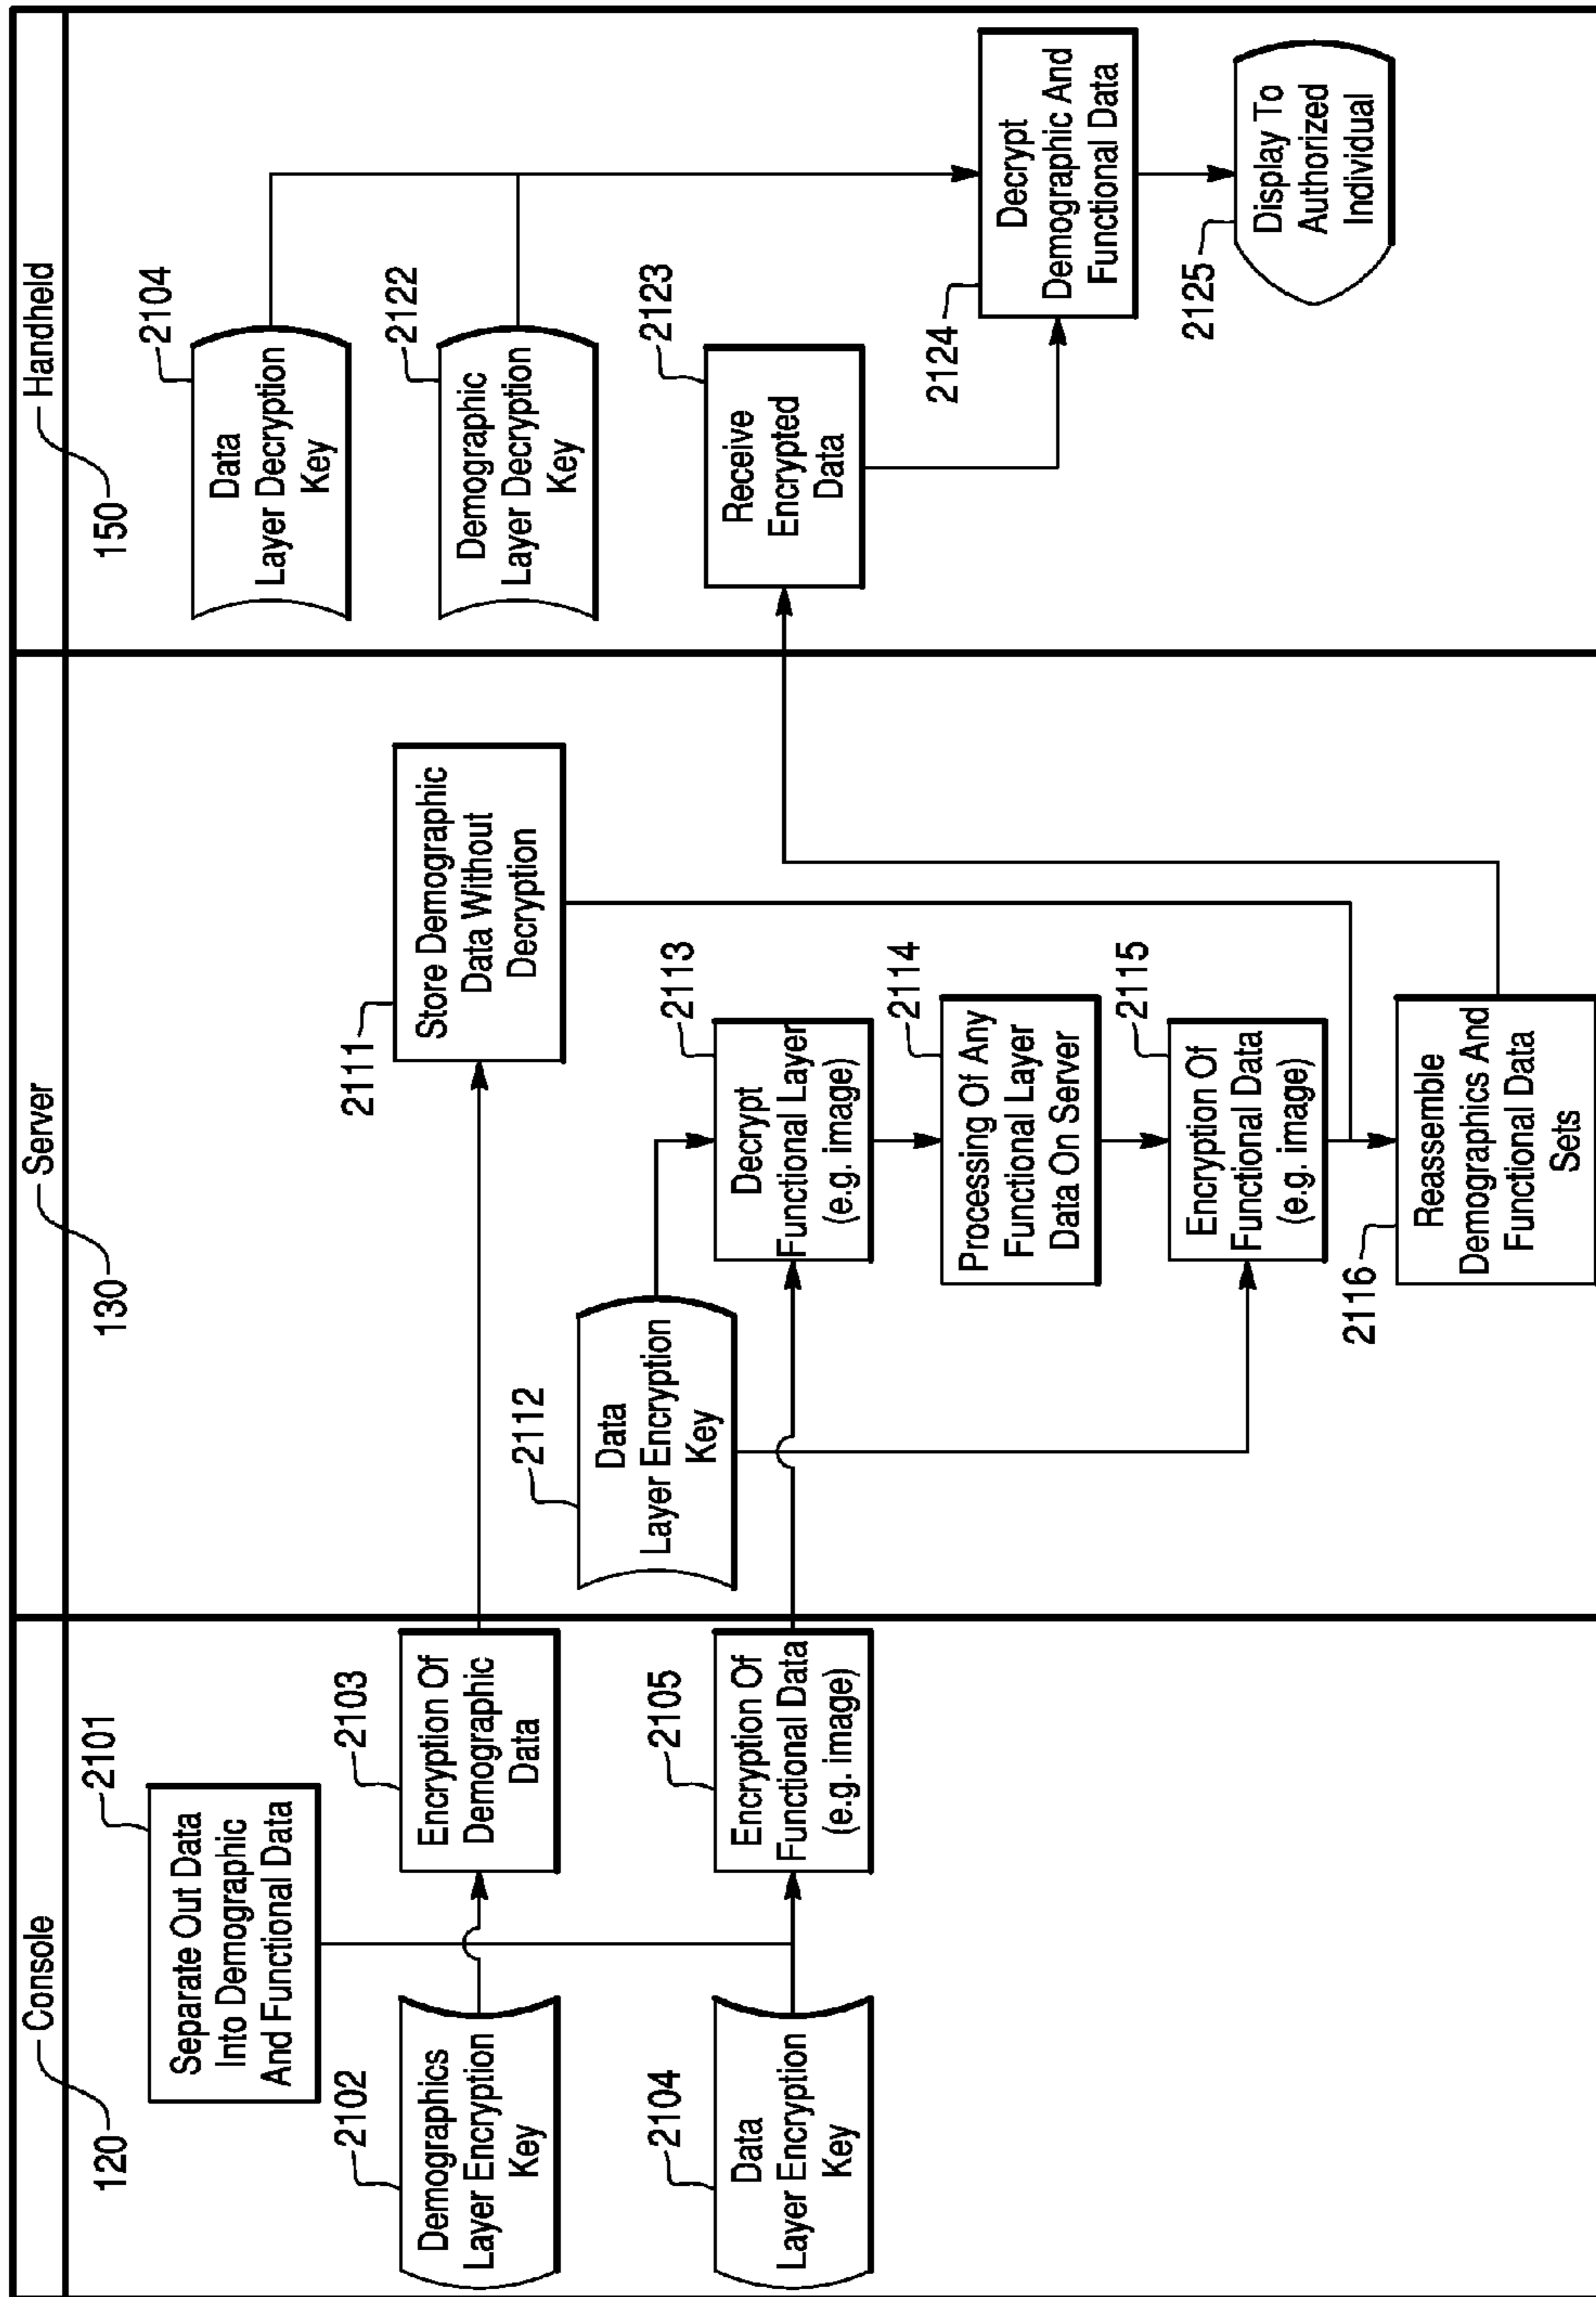 Console
120
Server
130
Handheld
150
2101
Separate Out Data
Into Demographic
And Functional Data
2102
Demographics
Layer Encryption
Key
2103
Encryption Of
Demographic
Data
2104
Data
Layer Encryption
Key
2105
Encryption Of
Functional Data
(e.g. image)
2111
Store Demographic
Data Without
Decryption
2112
Data
Layer Encryption
Key
2113
Decrypt
Functional Layer
(e.g. image)
2114
Processing Of Any
Functional Layer
Data On Server
2115
Encryption Of
Functional Data
(e.g. image)
2116
Reassemble
Demographics And
Functional Data
Sets
2104
Data
Layer Decryption
Key
2122
Demographic
Layer Decryption
Key
2123
Receive
Encrypted
Data
2124
Decrypt
Demographic And
Functional Data
2125
Display To
Authorized
Individual